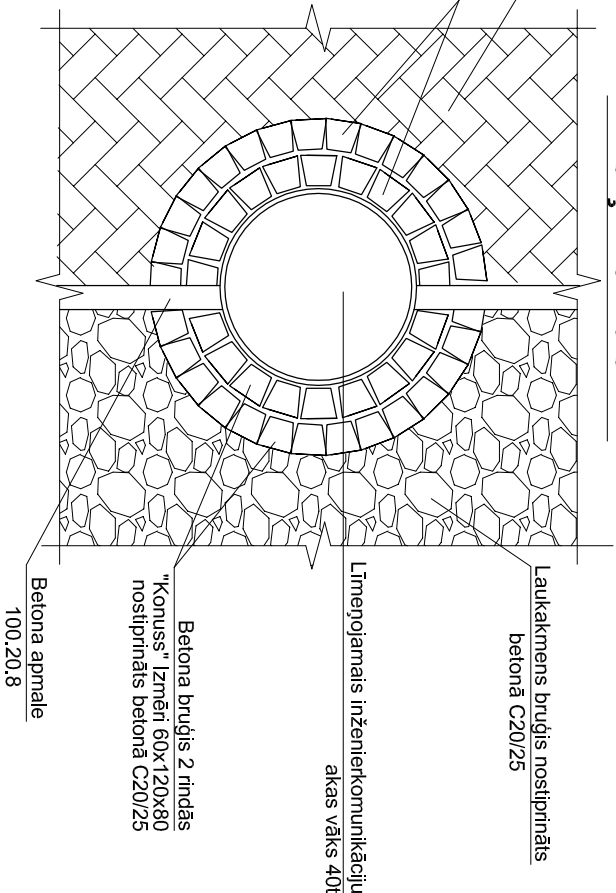 Laukakmens bruģis nostiprināts
betonā C20/25
Līmeņojamais inženierkomunikāciju
akas vāks 40t
Betona bruģis 2 rindās
"Konuss" Izmēri 60x120x80
nostiprināts betonā C20/25
Betona apmale
100.20.8